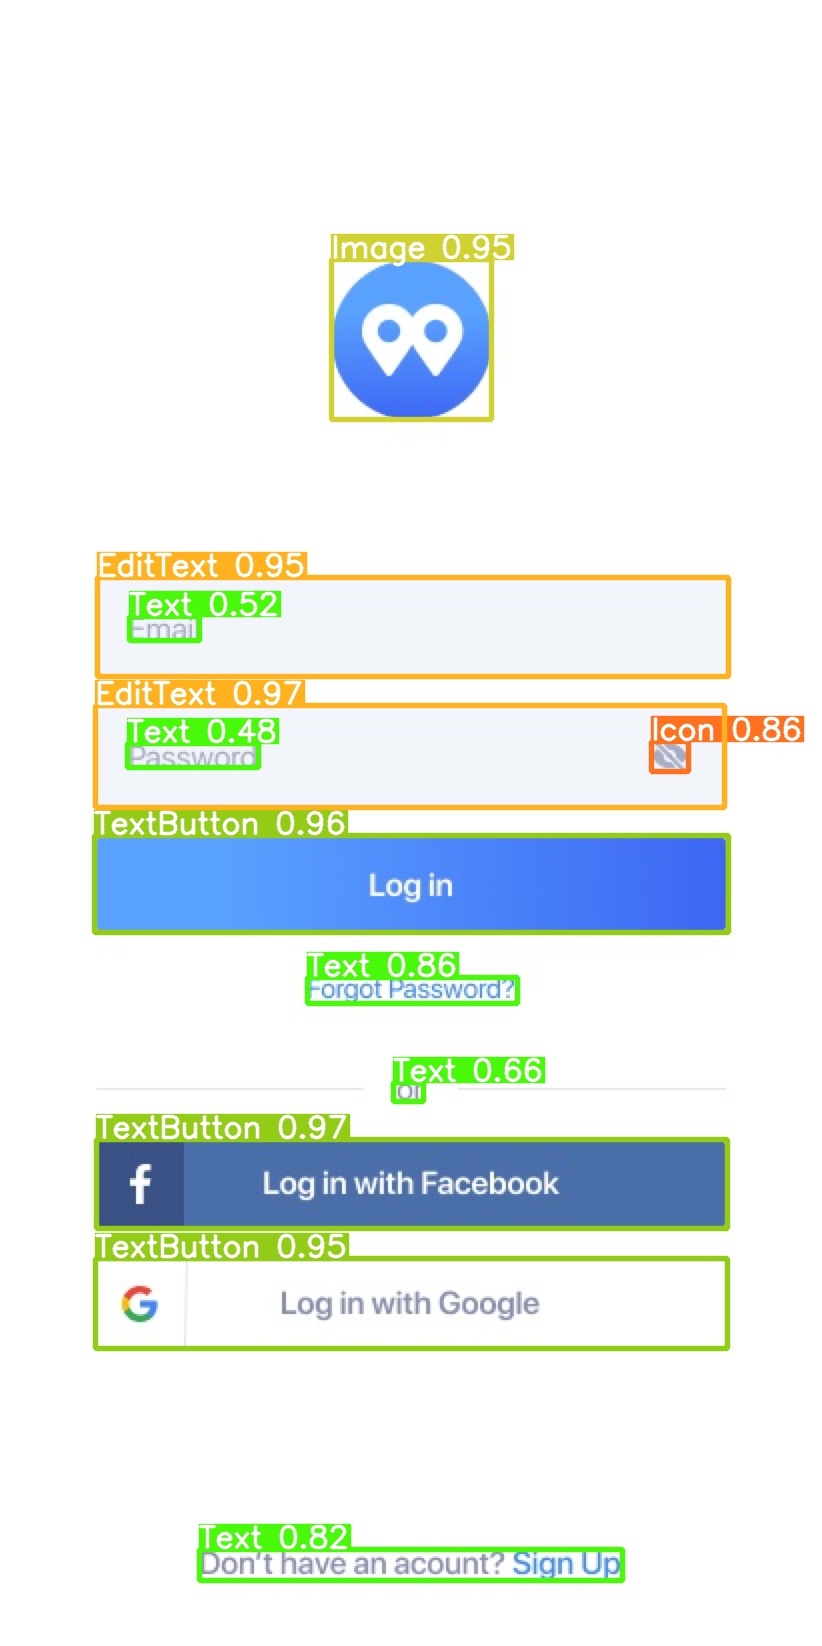 Image 0.95
EditText 0.95
Text 0.52
Email
EditText 0.97
Text 0.48
Icon 0.86
Password
TextButton 0.96
Log in
Text 0.86
Forgot Password?
Text 0.66
or
TextButton 0.97
f Log in with Facebook
TextButton 0.95
G Log in with Google
Text 0.82
Don't have an acount? Sign Up